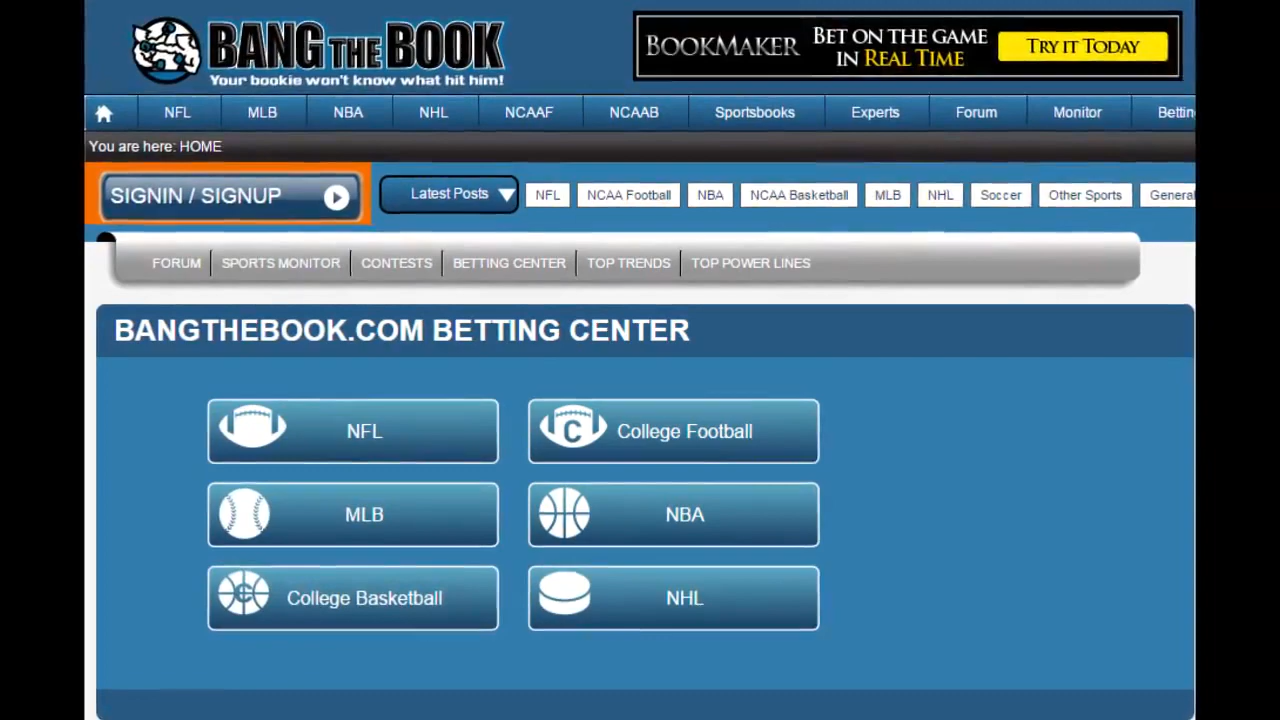 BANG THE BOOK
Your bookie won't know what hit him!
BOOKMAKER BET ON THE GAME IN REAL TIME TRY IT TODAY
NFL MLB NBA NHL NCAAF NCAAB Sportsbooks Experts Forum Monitor Bettin
You are here: HOME
SIGNIN / SIGNUP Latest Posts NFL NCAA Football NBA NCAA Basketball MLB NHL Soccer Other Sports General
FORUM SPORTS MONITOR CONTESTS BETTING CENTER TOP TRENDS TOP POWER LINES
BANGTHEBOOK.COM BETTING CENTER
NFL C College Football
MLB NBA
C College Basketball NHL